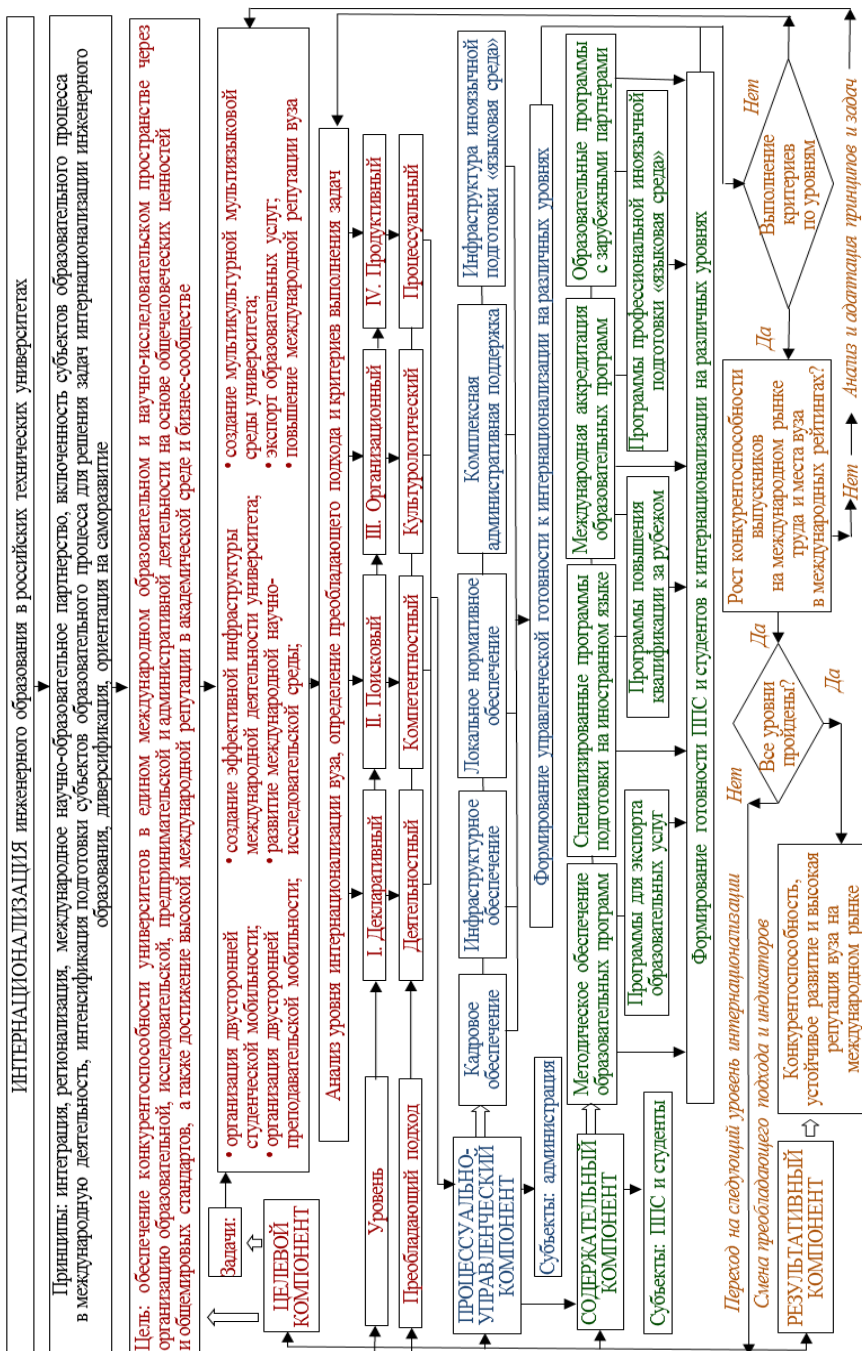 ИНТЕРНАЦИОНАЛИЗАЦИЯ инженерного образования в российских технических университетах
Принципы: интеграция, регионализация, международное научно-образовательное партнерство, включенность субъектов образовательного процесса
в международную деятельность, интенсификация подготовки субъектов образовательного процесса для решения задач интернационализации инженерного
образования, диверсификация, ориентация на саморазвитие
Цель: обеспечение конкурентоспособности университетов в едином международном образовательном и научно-исследовательском пространстве через
организацию образовательной, исследовательской, предпринимательской и административной деятельности на основе общечеловеческих ценностей
и общемировых стандартов, а также достижение высокой международной репутации в академической среде и бизнес-сообществе
ЦЕЛЕВОЙ
КОМПОНЕНТ
Задачи:
• организация двусторонней
студенческой мобильности;
• организация двусторонней
преподавательской мобильности;
• создание эффективной инфраструктуры
международной деятельности университета;
• развитие международной научно-
исследовательской среды;
• создание мультикультурной мультиязыковой
среды университета;
• экспорт образовательных услуг;
• повышение международной репутации вуза
Анализ уровня интернационализации вуза, определение преобладающего подхода и критериев выполнения задач
Уровень
I. Декларативный
II. Поисковый
III. Организационный
IV. Продуктивный
Преобладающий подход
Деятельностный
Компетентностный
Культурологический
Процессуальный
ПРОЦЕССУАЛЬНО-
УПРАВЛЕНЧЕСКИЙ
КОМПОНЕНТ
Кадровое
обеспечение
Инфраструктурное
обеспечение
Локальное нормативное
обеспечение
Комплексная
административная поддержка
Инфраструктура иноязычной
подготовки «языковая среда»
Субъекты: администрация
Формирование управленческой готовности к интернационализации на различных уровнях
СОДЕРЖАТЕЛЬНЫЙ
КОМПОНЕНТ
Методическое обеспечение
образовательных программ
Специализированные программы
подготовки на иностранном языке
Международная аккредитация
образовательных программ
Образовательные программы
с зарубежными партнерами
Программы для экспорта
образовательных услуг
Программы повышения
квалификации за рубежом
Программы профессиональной иноязычной
подготовки «языковая среда»
Субъекты: ППС и студенты
Формирование готовности ППС и студентов к интернационализации на различных уровнях
Переход на следующий уровень интернационализации
Смена преобладающего подхода и индикаторов
Нет
Все уровни
пройдены?
Да
Да
Рост конкурентоспособности
выпускников
на международном рынке
труда и места вуза
в международных рейтингах?
Да
Выполнение
критериев
по уровням
Нет
РЕЗУЛЬТАТИВНЫЙ
КОМПОНЕНТ
Конкурентоспособность,
устойчивое развитие и высокая
репутация вуза на
международном рынке
Нет
Анализ и адаптация принципов и задач